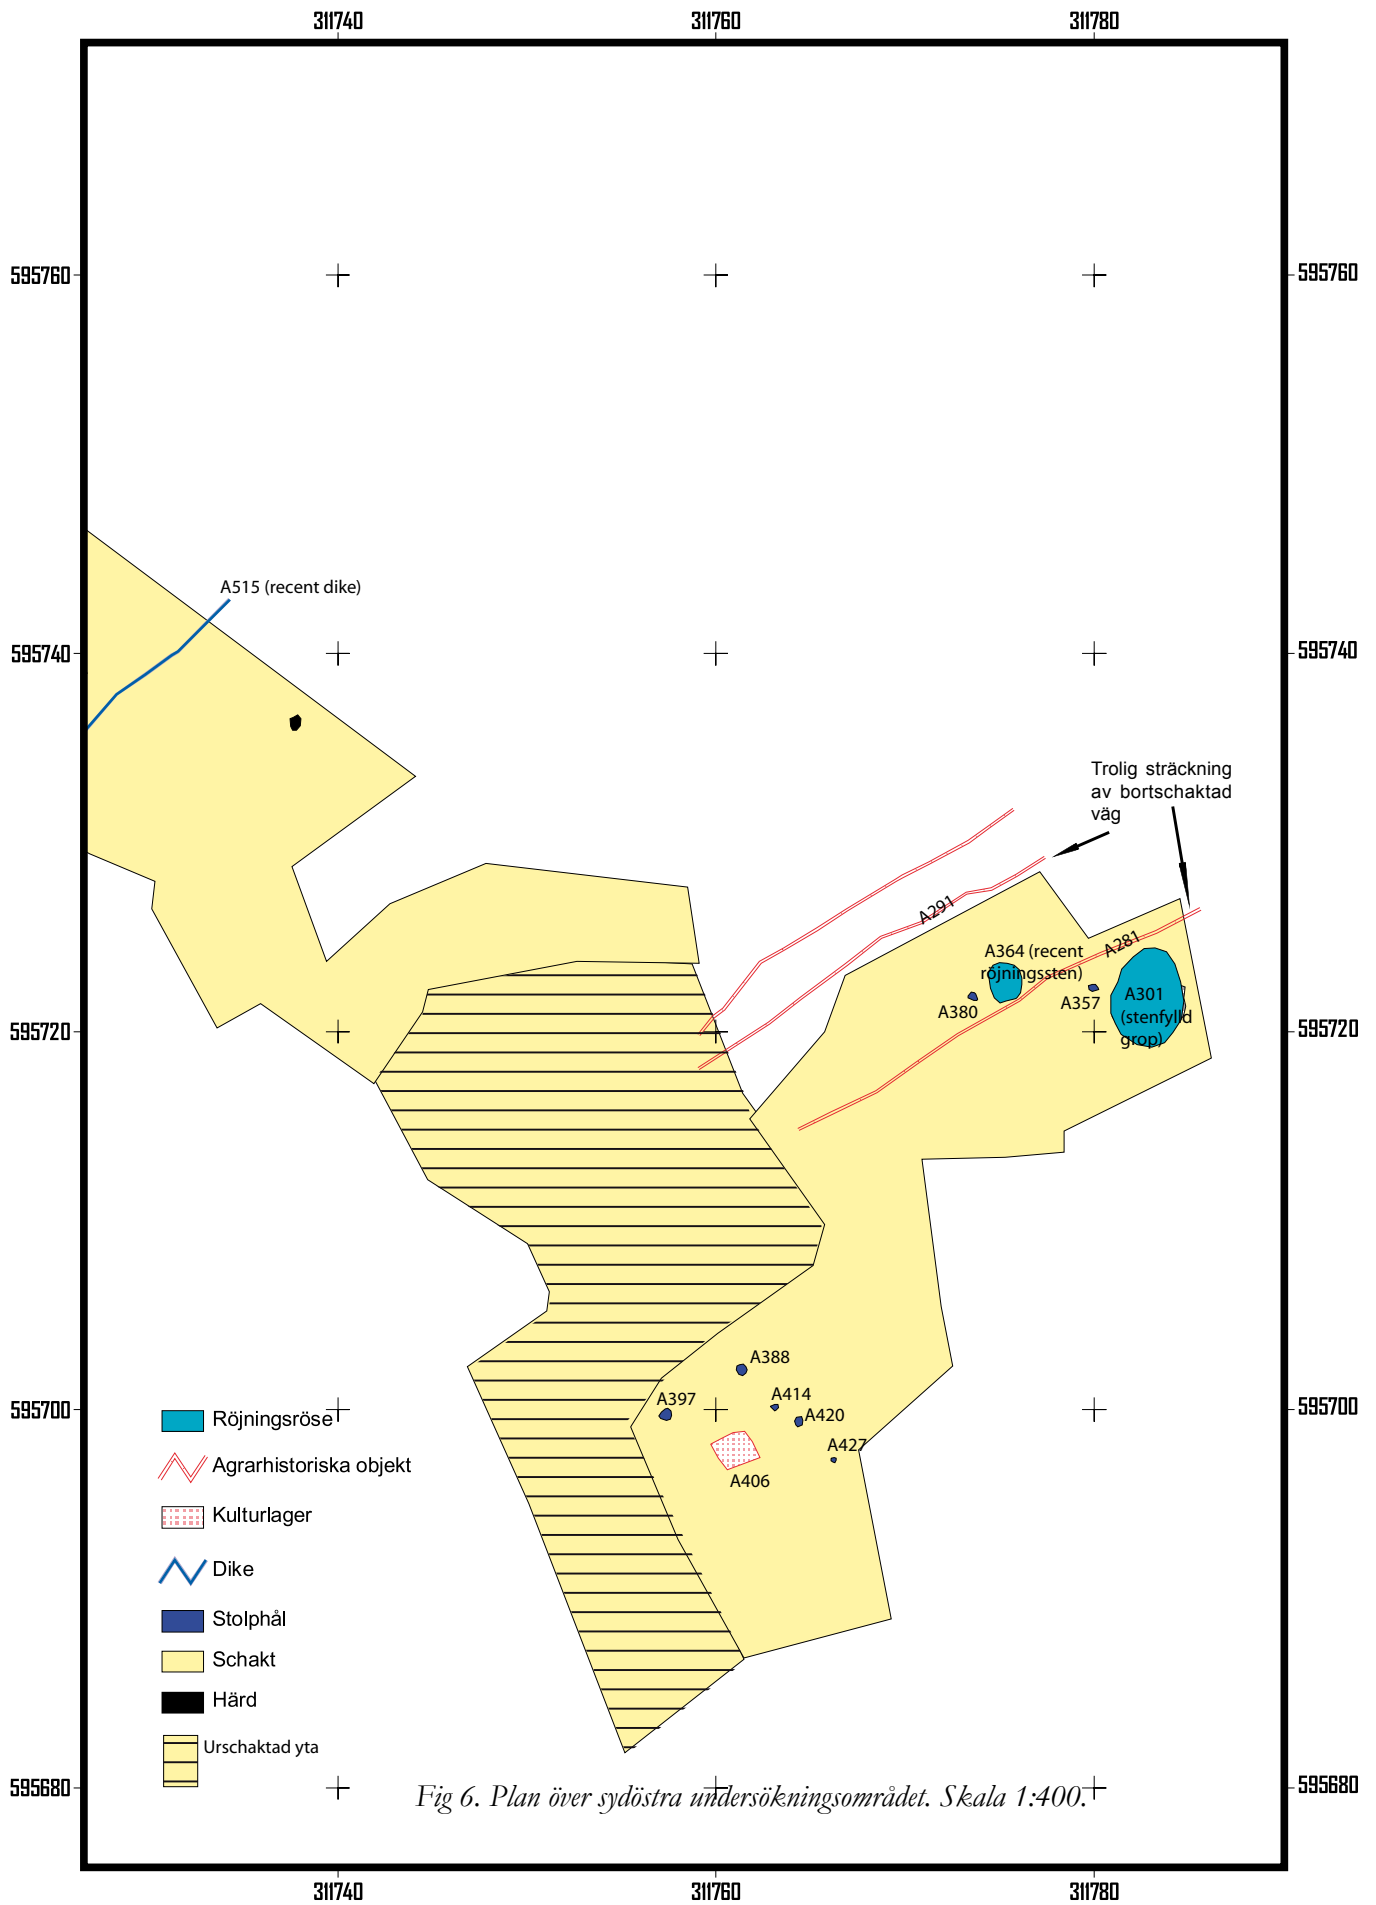 311740
311760
311780
595760
595760
A515 (recent dike)
595740
595740
Trolig sträckning
av bortschaktad
väg
A291
A281
A364 (recent
röjningssten)
A380
A357
A301
(stenfylld
grop)
595720
595720
A388
A397
A414
A420
A427
A406
595700
595700
Röjningsröse
Agrarhistoriska objekt
Kulturlager
Dike
Stolphål
Schakt
Härd
Urschaktad yta
595680
595680
Fig 6. Plan över sydöstra undersökningsområdet. Skala 1:400.
311740
311760
311780